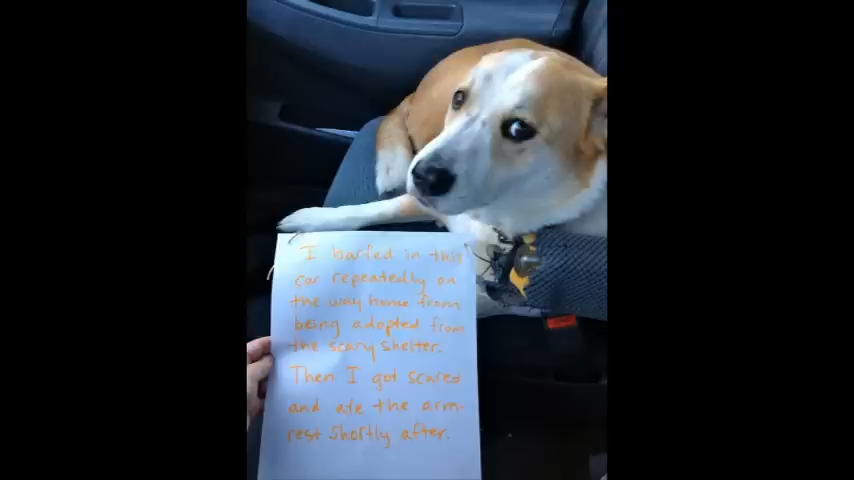 I barfed in this
car repeatedly on
the way home from
being adopted from
the scary shelter.
Then I got scared
and ate the arm-
rest shortly after.